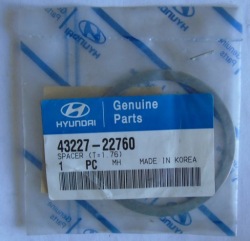 HYUNDAI
Genuine
Parts
43227-22760
SPACER (T=1.76)
1 PC MH MADE IN KOREA